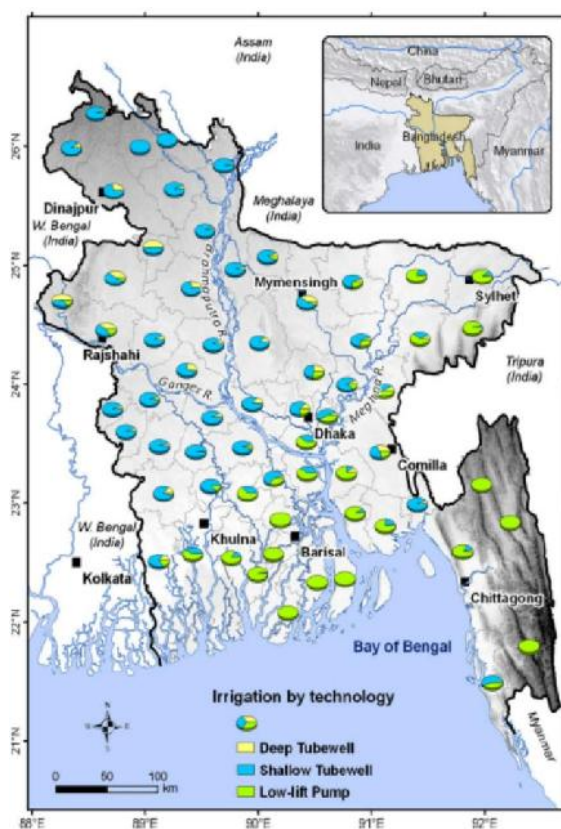 Assam
(India)
China
Nepal
Bhutan
India
Bangladesh
Myanmar
26°N
Dinajpur
W. Bengal
(India)
Meghalaya
(India)
Brahmaputra R.
25°N
Mymensingh
Sylhet
Rajshahi
Tripura
(India)
24°N
Ganges R.
Meghna R.
Dhaka
Comilla
23°N
W. Bengal
(India)
Khulna
Barisal
Kolkata
Chittagong
22°N
Bay of Bengal
Irrigation by technology
Deep Tubewell
Shallow Tubewell
Low-lift Pump
Myanmar
21°N
N
0 50 100
km
88°E
89°E
90°E
91°E
92°E